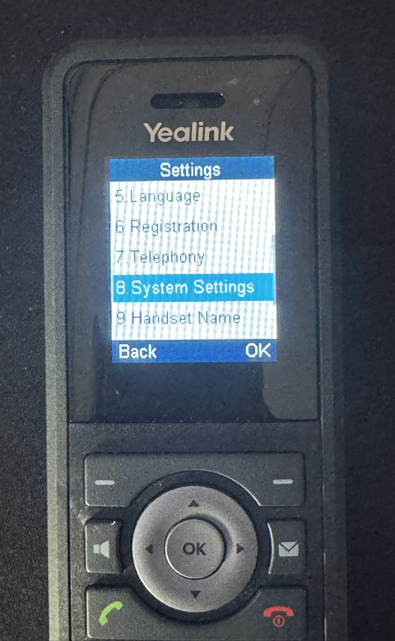 Yealink
Settings
5.Language
6 Registration
7.Telephony
8 System Settings
9 Handset Name
Back OK
OK